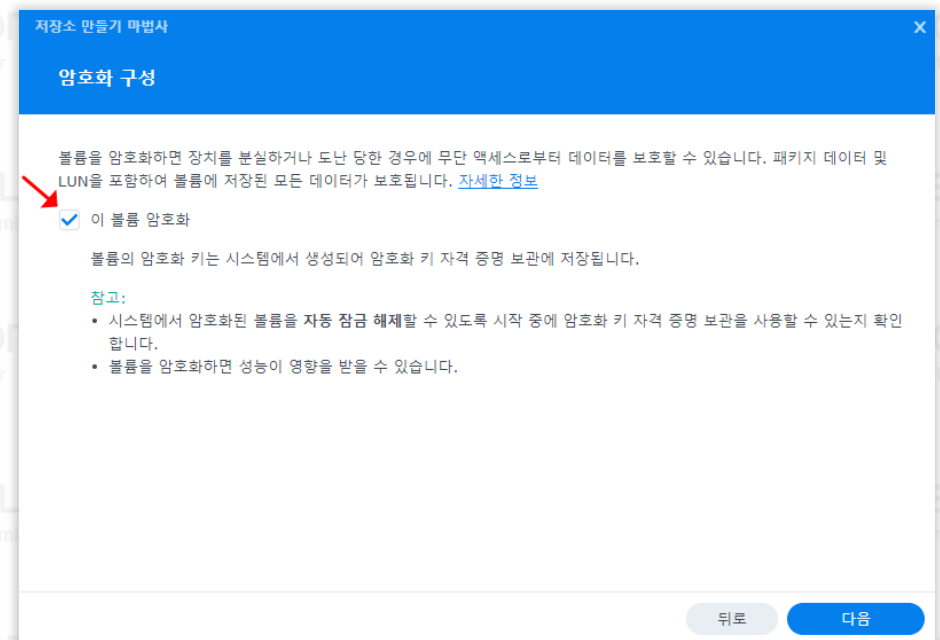 저장소 만들기 마법사
암호화 구성
볼륨을 암호화하면 장치를 분실하거나 도난 당한 경우에 무단 액세스로부터 데이터를 보호할 수 있습니다. 패키지 데이터 및
LUN을 포함하여 볼륨에 저장된 모든 데이터가 보호됩니다. 자세한 정보
이 볼륨 암호화
볼륨의 암호화 키는 시스템에서 생성되어 암호화 키 자격 증명 보관에 저장됩니다.
참고:
• 시스템에서 암호화된 볼륨을 자동 잠금 해제할 수 있도록 시작 중에 암호화 키 자격 증명 보관을 사용할 수 있는지 확인
합니다.
• 볼륨을 암호화하면 성능이 영향을 받을 수 있습니다.
뒤로
다음